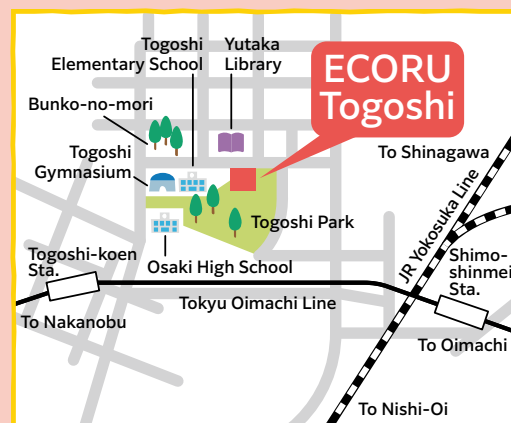 Togoshi
Elementary School
Yutaka
Library
ECORU
Togoshi
Bunko-no-mori
Togoshi
Gymnasium
To Shinagawa
JR Yokosuka Line
Togoshi Park
Togoshi-koen
Sta.
Osaki High School
Shimo-
shinmei
Sta.
Tokyu Oimachi Line
To Nakanobu
To Oimachi
To Nishi-Oi